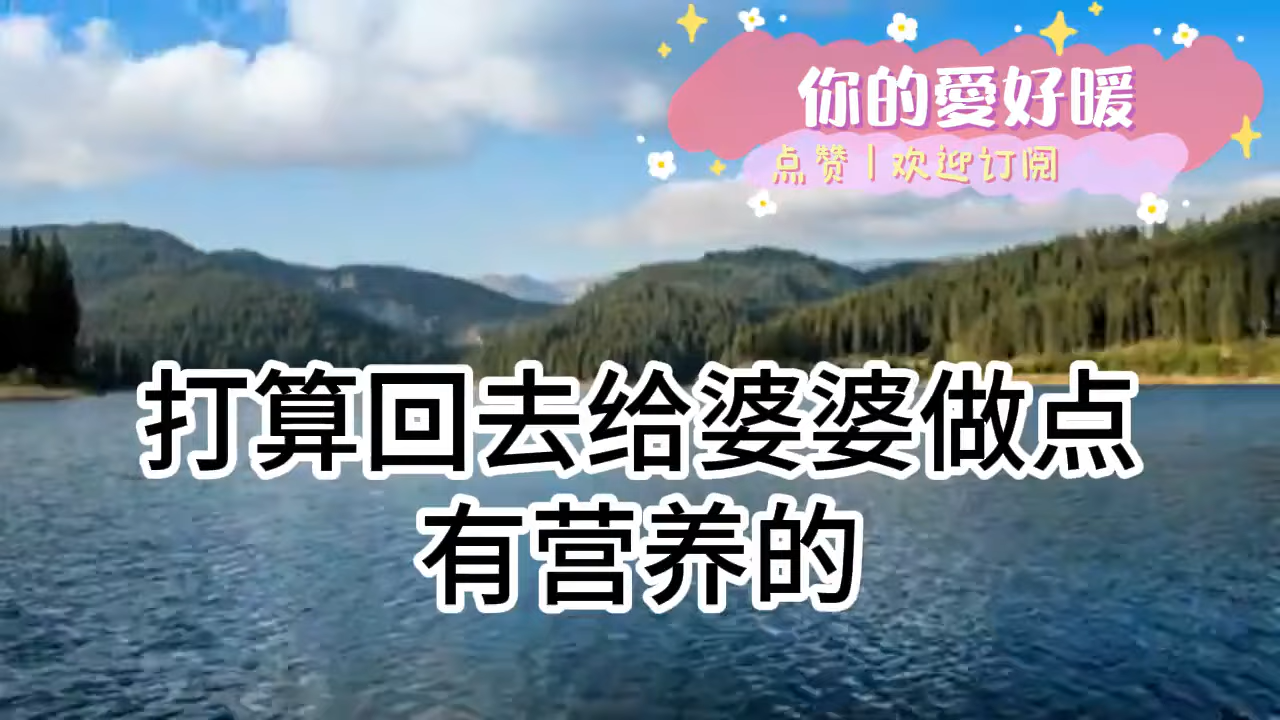 你的愛好暖
点赞|欢迎订阅
打算回去给婆婆做点
有营养的